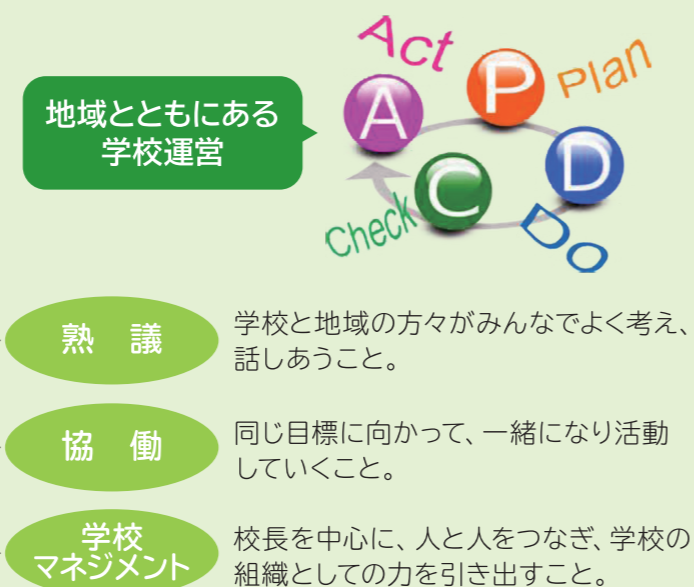 地域とともにある
学校運営
Act
A
P
Plan
D
Do
C
Check
熟　議
学校と地域の方々がみんなでよく考え、
話しあうこと。
協　働
同じ目標に向かって、一緒になり活動
していくこと。
学校
マネジメント
校長を中心に、人と人をつなぎ、学校の
組織としての力を引き出すこと。